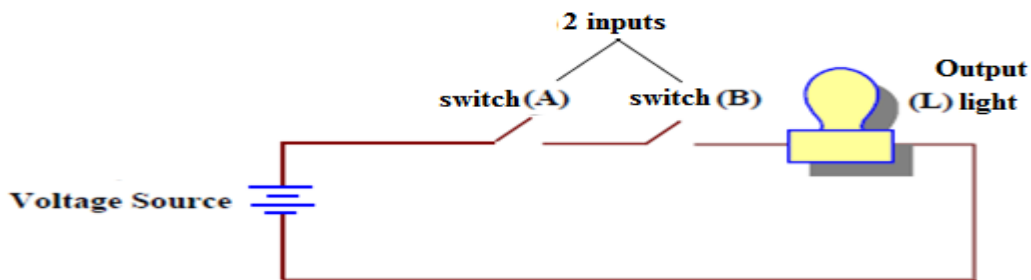 2 inputs
switch (A)
switch (B)
Output
(L) light
Voltage Source